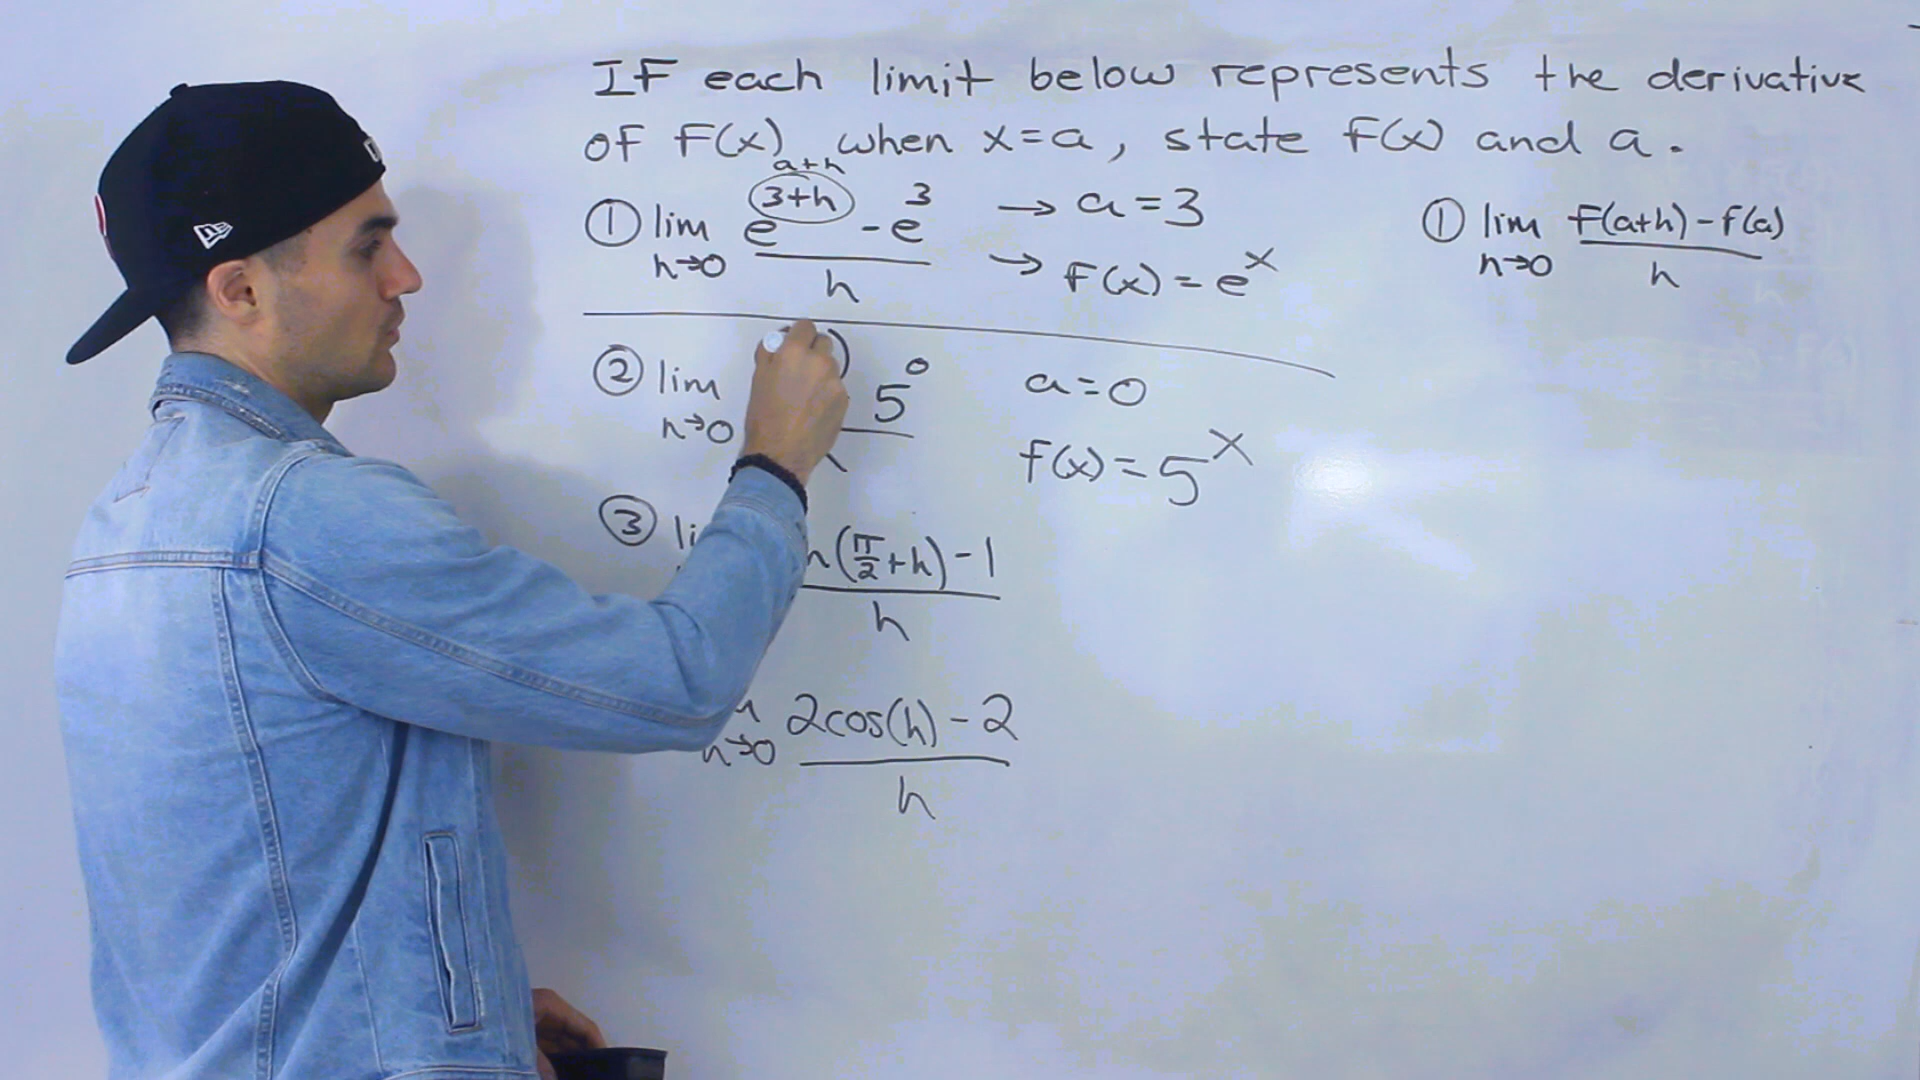 IF each limit below represents the derivative
of F(x) when x=a, state F(x) and a.
a+h
① lim h→0 (e^(3+h) - e^3)/h → a=3
→ F(x) = e^x
① lim h→0 (F(a+h) - f(a))/h
② lim h→0 5^0
a=0
f(x) = 5^x
③ (π/2+h) - 1
h
h→0 (2cos(h) - 2)/h